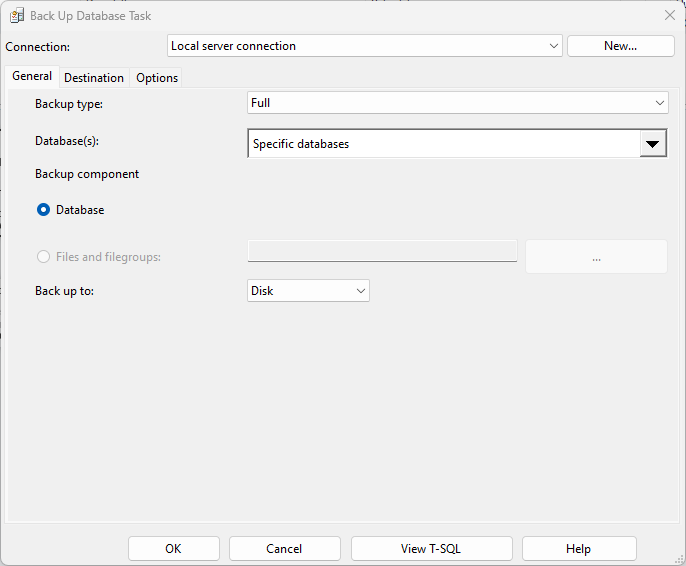 Back Up Database Task
Connection: Local server connection New...
General Destination Options
Backup type: Full
Database(s): Specific databases
Backup component
Database
Files and filegroups: ...
Back up to: Disk
OK Cancel View T-SQL Help